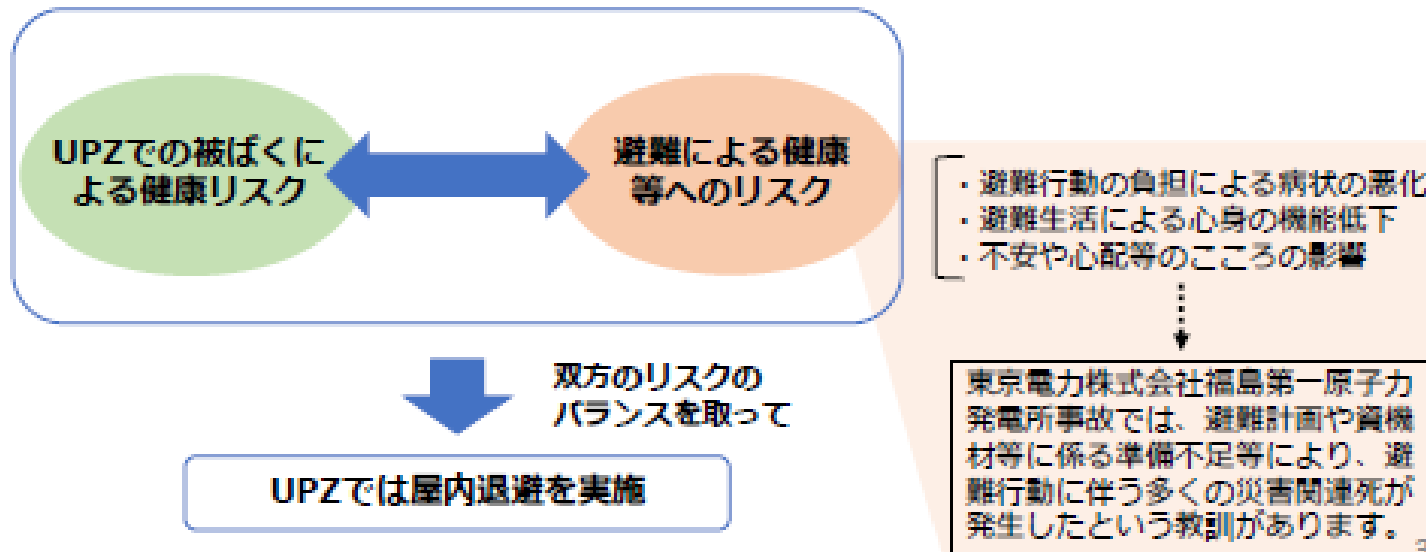 UPZでの被ばくに
よる健康リスク
避難による健康
等へのリスク
・避難行動の負担による病状の悪化
・避難生活による心身の機能低下
・不安や心配等のこころの影響
双方のリスクの
バランスを取って
UPZでは屋内退避を実施
東京電力株式会社福島第一原子力
発電所事故では、避難計画や資機
材等に係る準備不足等により、避
難行動に伴う多くの災害関連死が
発生したという教訓があります。